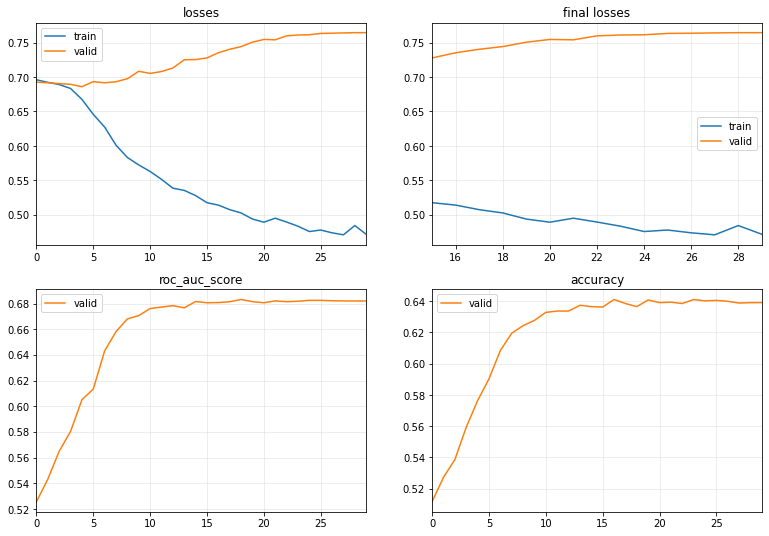 losses
train
valid
0.75
0.70
0.65
0.60
0.55
0.50
0 5 10 15 20 25
final losses
0.75
0.70
0.65
0.60
0.55
0.50
train
valid
16 18 20 22 24 26 28
roc_auc_score
valid
0.68
0.66
0.64
0.62
0.60
0.58
0.56
0.54
0.52
0 5 10 15 20 25
accuracy
valid
0.64
0.62
0.60
0.58
0.56
0.54
0.52
0 5 10 15 20 25